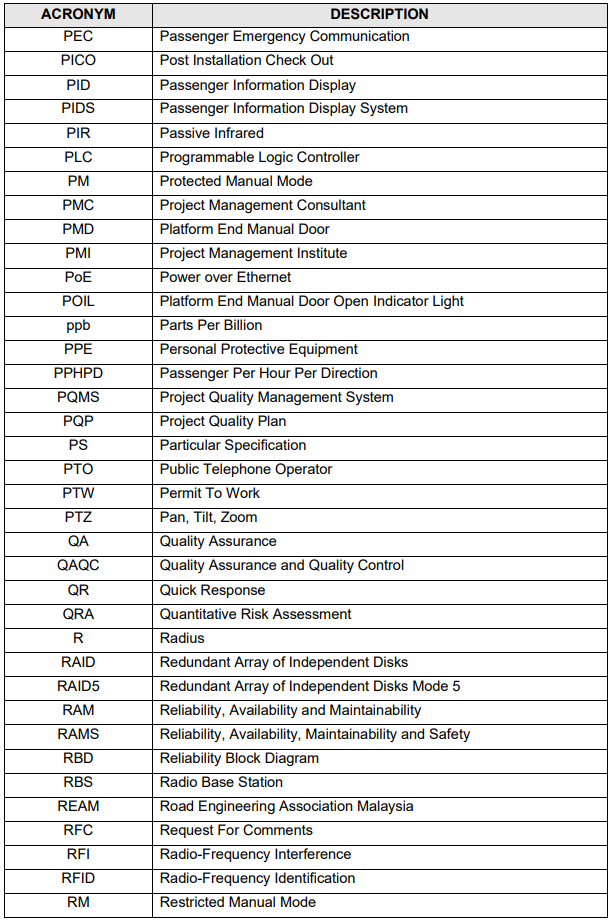 ACRONYM DESCRIPTION
PEC Passenger Emergency Communication
PICO Post Installation Check Out
PID Passenger Information Display
PIDS Passenger Information Display System
PIR Passive Infrared
PLC Programmable Logic Controller
PM Protected Manual Mode
PMC Project Management Consultant
PMD Platform End Manual Door
PMI Project Management Institute
PoE Power over Ethernet
POIL Platform End Manual Door Open Indicator Light
ppb Parts Per Billion
PPE Personal Protective Equipment
PPHPD Passenger Per Hour Per Direction
PQMS Project Quality Management System
PQP Project Quality Plan
PS Particular Specification
PTO Public Telephone Operator
PTW Permit To Work
PTZ Pan, Tilt, Zoom
QA Quality Assurance
QAQC Quality Assurance and Quality Control
QR Quick Response
QRA Quantitative Risk Assessment
R Radius
RAID Redundant Array of Independent Disks
RAID5 Redundant Array of Independent Disks Mode 5
RAM Reliability, Availability and Maintainability
RAMS Reliability, Availability, Maintainability and Safety
RBD Reliability Block Diagram
RBS Radio Base Station
REAM Road Engineering Association Malaysia
RFC Request For Comments
RFI Radio-Frequency Interference
RFID Radio-Frequency Identification
RM Restricted Manual Mode